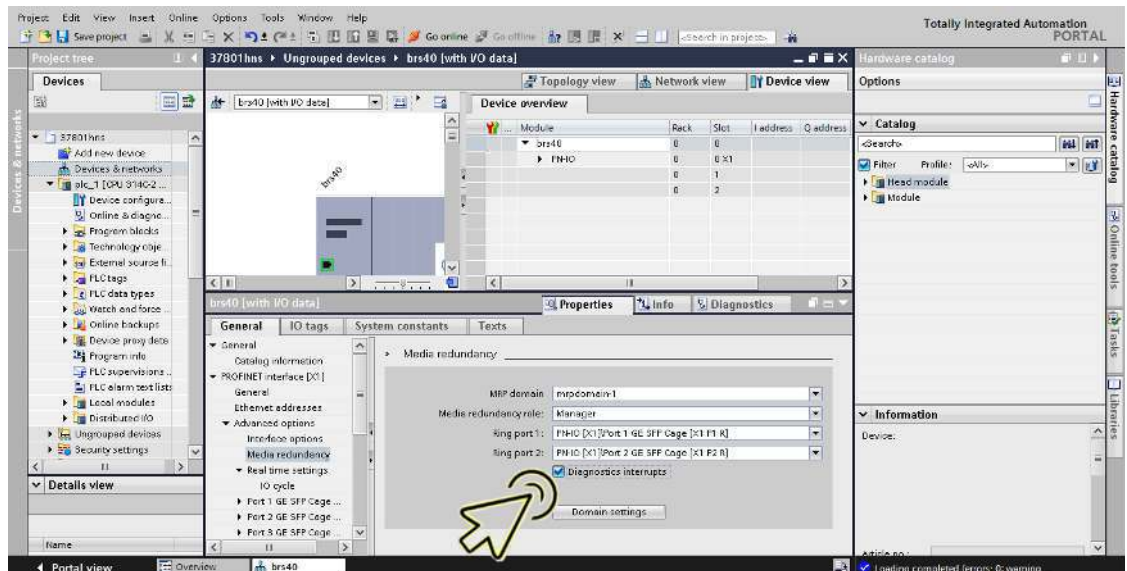 Project Edit View Insert Online Options Tools Window Help
Totally Integrated Automation
PORTAL
Save project Go online Go offline <Search in project>
Project tree
37801hns Ungrouped devices brs40 [with I/O data]
Hardware catalog
Devices
Topology view Network view Device view
Options
brs40 [with I/O data]
Device overview
Catalog
... Module Rack Slot I address Q address
brs40 0 0
PN-IO 0 0 X1
0 1
0 2
<Search>
Filter Profile: <All>
Head module
Module
37801hns
Add new device
Devices & networks
plc_1 [CPU 314C-2 ...
Device configura...
Online & diagno...
Program blocks
Technology obje...
External source fi...
PLC tags
PLC data types
Watch and force ...
Online backups
Device proxy data
Program info
PLC supervisions ...
PLC alarm text lists
Local modules
Distributed I/O
Ungrouped devices
Security settings
Details view
Name
brs40
brs40 [with I/O data]
Properties Info Diagnostics
General IO tags System constants Texts
General
Catalog information
PROFINET interface [X1]
General
Ethernet addresses
Advanced options
Interface options
Media redundancy
Real time settings
IO cycle
Port 1 GE SFP Cage ...
Port 2 GE SFP Cage ...
Port 3 GE SFP Cage ...
Media redundancy
MRP domain mrpdomain-1
Media redundancy role: Manager
Ring port 1: PN-IO [X1]\Port 1 GE SFP Cage [X1 P1 R]
Ring port 2: PN-IO [X1]\Port 2 GE SFP Cage [X1 P2 R]
Diagnostics interrupts
Domain settings
Information
Device:
Article no.:
Devices & networks
Hardware catalog
Online tools
Tasks
Libraries
Portal view Overview brs40
Loading completed (errors: 0; warning